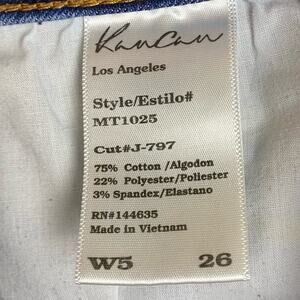 KanCan
Los Angeles
Style/Estilo#
MT1025
Cut#J-797
75% Cotton /Algodon
22% Polyester/Poliester
3% Spandex/Elastano
RN#144635
Made in Vietnam
W5 26